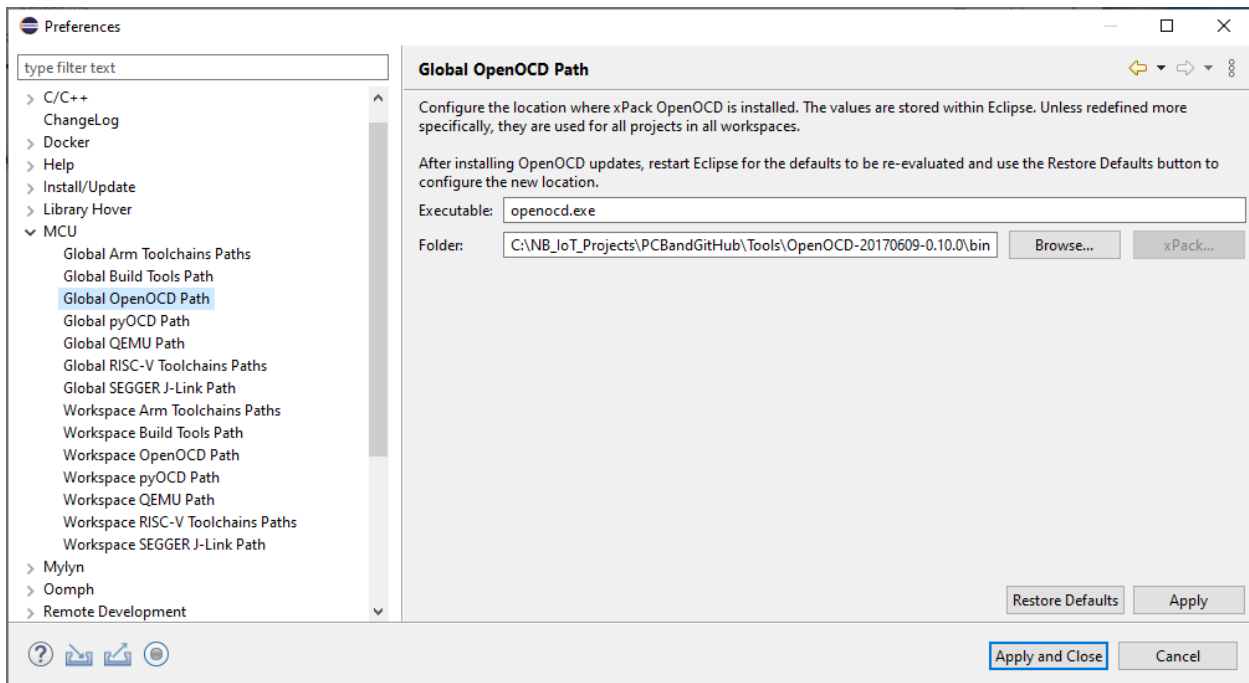 Preferences
type filter text
C/C++
ChangeLog
Docker
Help
Install/Update
Library Hover
MCU
Global Arm Toolchains Paths
Global Build Tools Path
Global OpenOCD Path
Global pyOCD Path
Global QEMU Path
Global RISC-V Toolchains Paths
Global SEGGER J-Link Path
Workspace Arm Toolchains Paths
Workspace Build Tools Path
Workspace OpenOCD Path
Workspace pyOCD Path
Workspace QEMU Path
Workspace RISC-V Toolchains Paths
Workspace SEGGER J-Link Path
Mylyn
Oomph
Remote Development
Global OpenOCD Path
Configure the location where xPack OpenOCD is installed. The values are stored within Eclipse. Unless redefined more
specifically, they are used for all projects in all workspaces.
After installing OpenOCD updates, restart Eclipse for the defaults to be re-evaluated and use the Restore Defaults button to
configure the new location.
Executable: openocd.exe
Folder: C:\NB_IoT_Projects\PCBandGitHub\Tools\OpenOCD-20170609-0.10.0\bin Browse... xPack...
Restore Defaults Apply
? Apply and Close Cancel